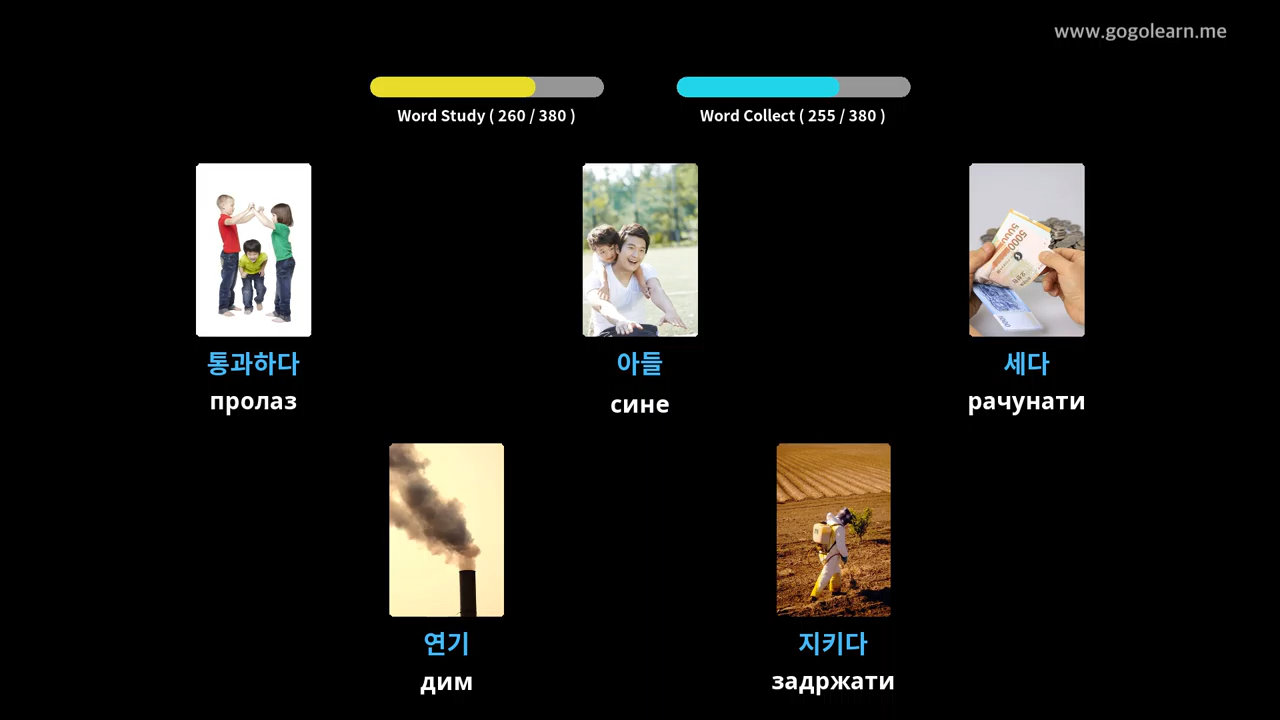 www.gogolearn.me
Word Study ( 260 / 380 )
Word Collect ( 255 / 380 )
통과하다
пролаз
아들
сине
세다
рачунати
연기
дим
지키다
задржати